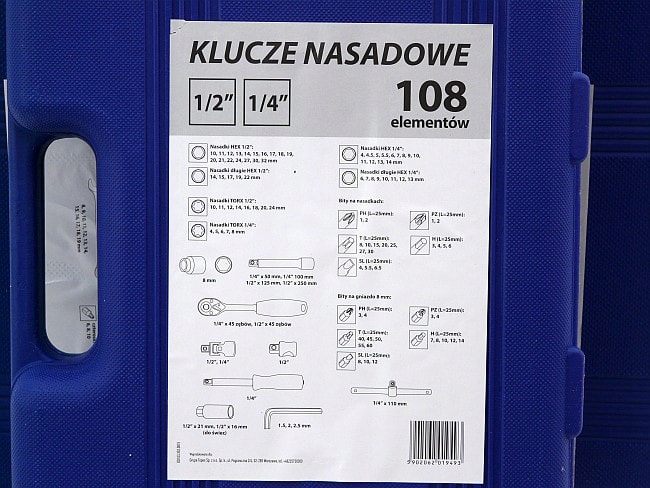 KLUCZE NASADOWE
1/2" 1/4"
108
elementów
Nasadki HEX 1/2":
10, 11, 12, 13, 14, 15, 16, 17, 18, 19,
20, 21, 22, 24, 27, 30, 32 mm
Nasadki długie HEX 1/2":
14, 15, 17, 19, 22 mm
Nasadki TORX 1/2":
10, 11, 12, 14, 16, 18, 20, 24 mm
Nasadki TORX 1/4":
4, 5, 6, 7, 8 mm
8 mm
1/4" x 50 mm, 1/4" 100 mm
1/2" x 125 mm, 1/2" x 250 mm
1/4" x 45 zębów, 1/2" x 45 zębów
1/2", 1/4"
1/2"
1/4"
1/2" x 21 mm, 1/2" x 16 mm
(do świec)
1.5, 2, 2.5 mm
Nasadki HEX 1/4":
4, 4.5, 5, 5.5, 6, 7, 8, 9, 10,
11, 12, 13, 14 mm
Nasadki długie HEX 1/4":
6, 7, 8, 9, 10, 11, 12, 13 mm
Bity na nasadkach:
PH (L=25mm):
1, 2
PZ (L=25mm):
1, 2
T (L=25mm):
8, 10, 15, 20, 25,
27, 30
H (L=25mm):
3, 4, 5, 6
SL (L=25mm):
4, 5.5, 6.5
Bity na gniazdo 8 mm:
PH (L=25mm):
3, 4
PZ (L=25mm):
3, 4
T (L=25mm):
40, 45, 50,
55, 60
H (L=25mm):
7, 8, 10, 12, 14
SL (L=25mm):
8, 10, 12
1/4" x 110 mm
5902062019493